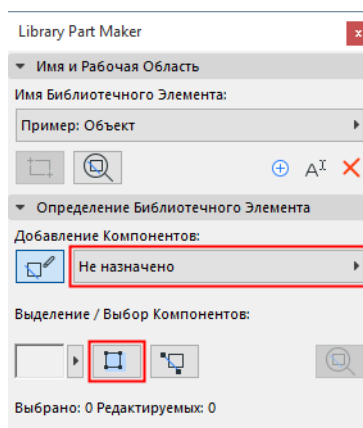 Library Part Maker
Имя и Рабочая Область
Имя Библиотечного Элемента:
Пример: Объект
Определение Библиотечного Элемента
Добавление Компонентов:
Не назначено
Выделение / Выбор Компонентов:
Выбрано: 0 Редактируемых: 0